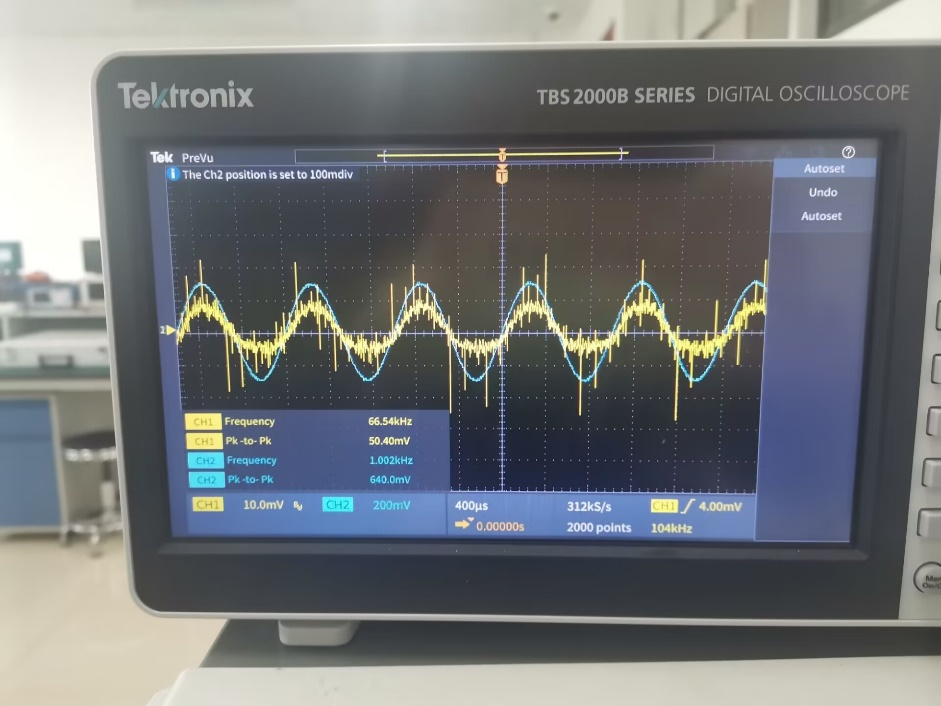 Tektronix
TBS 2000B SERIES DIGITAL OSCILLOSCOPE
Tek PreVu
T
?
i The Ch2 position is set to 100mdiv
T
Autoset
Undo
Autoset
1
CH1 Frequency 66.54kHz
CH1 Pk-to-Pk 50.40mV
CH2 Frequency 1.002kHz
CH2 Pk-to-Pk 640.0mV
CH1 10.0mV CH2 200mV
400µs 312kS/s CH1 4.00mV
0.00000s 2000 points 104kHz